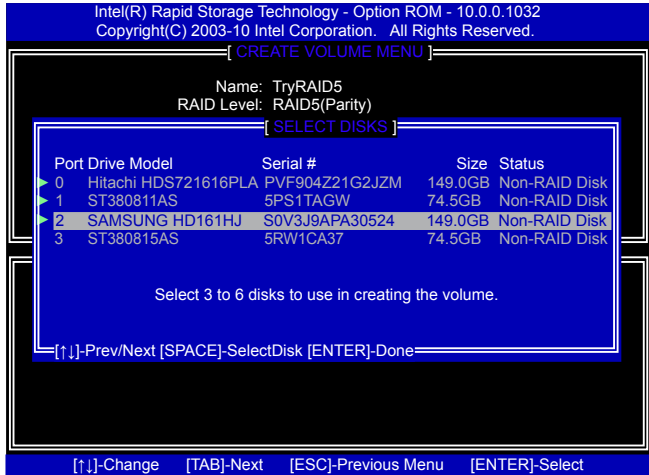 Intel(R) Rapid Storage Technology - Option ROM - 10.0.0.1032
Copyright(C) 2003-10 Intel Corporation. All Rights Reserved.
[ CREATE VOLUME MENU ]
Name: TryRAID5
RAID Level: RAID5(Parity)
[ SELECT DISKS ]
Port Drive Model Serial # Size Status
0 Hitachi HDS721616PLA PVF904Z21G2JZM 149.0GB Non-RAID Disk
1 ST380811AS 5PS1TAGW 74.5GB Non-RAID Disk
2 SAMSUNG HD161HJ S0V3J9APA30524 149.0GB Non-RAID Disk
3 ST380815AS 5RW1CA37 74.5GB Non-RAID Disk
Select 3 to 6 disks to use in creating the volume.
[↑↓]-Prev/Next [SPACE]-SelectDisk [ENTER]-Done
[↑↓]-Change [TAB]-Next [ESC]-Previous Menu [ENTER]-Select